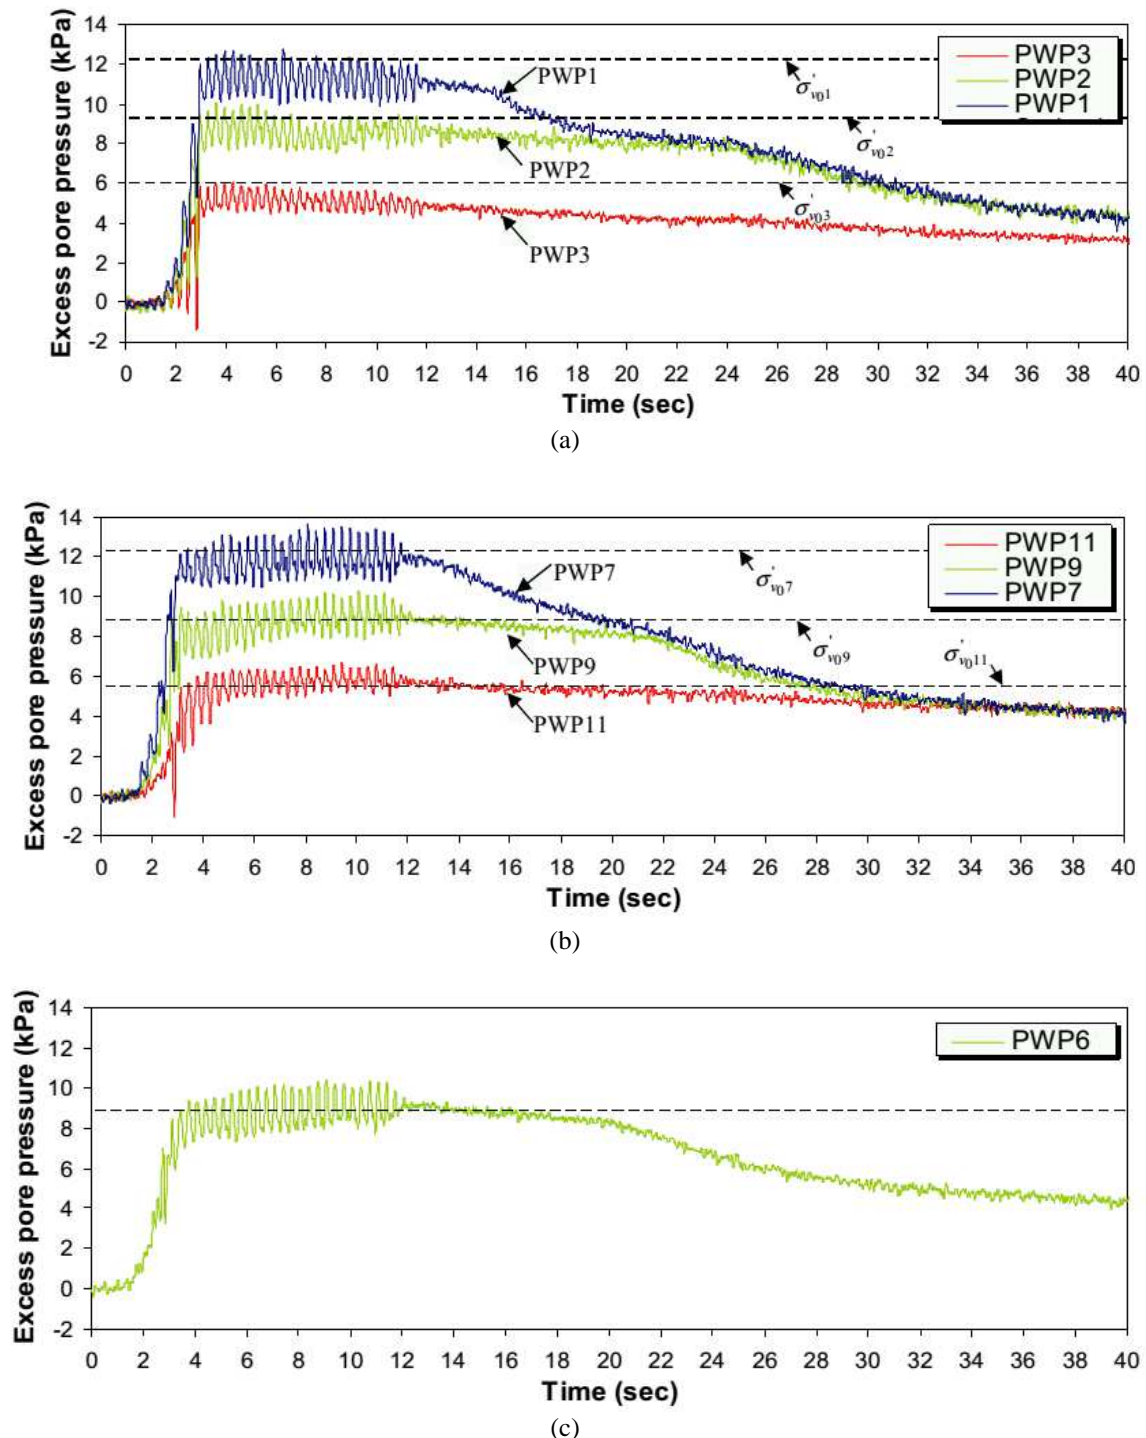 Excess pore pressure (kPa)
14
12
10
8
6
4
2
0
-2
PWP3
PWP2
PWP1
PWP1
σ'v01
σ'v02
PWP2
σ'v03
PWP3
0 2 4 6 8 10 12 14 16 18 20 22 24 26 28 30 32 34 36 38 40
Time (sec)
(a)
Excess pore pressure (kPa)
14
12
10
8
6
4
2
0
-2
PWP11
PWP9
PWP7
PWP7
σ'v07
PWP9
σ'v09
σ'v011
PWP11
0 2 4 6 8 10 12 14 16 18 20 22 24 26 28 30 32 34 36 38 40
Time (sec)
(b)
Excess pore pressure (kPa)
14
12
10
8
6
4
2
0
-2
PWP6
0 2 4 6 8 10 12 14 16 18 20 22 24 26 28 30 32 34 36 38 40
Time (sec)
(c)